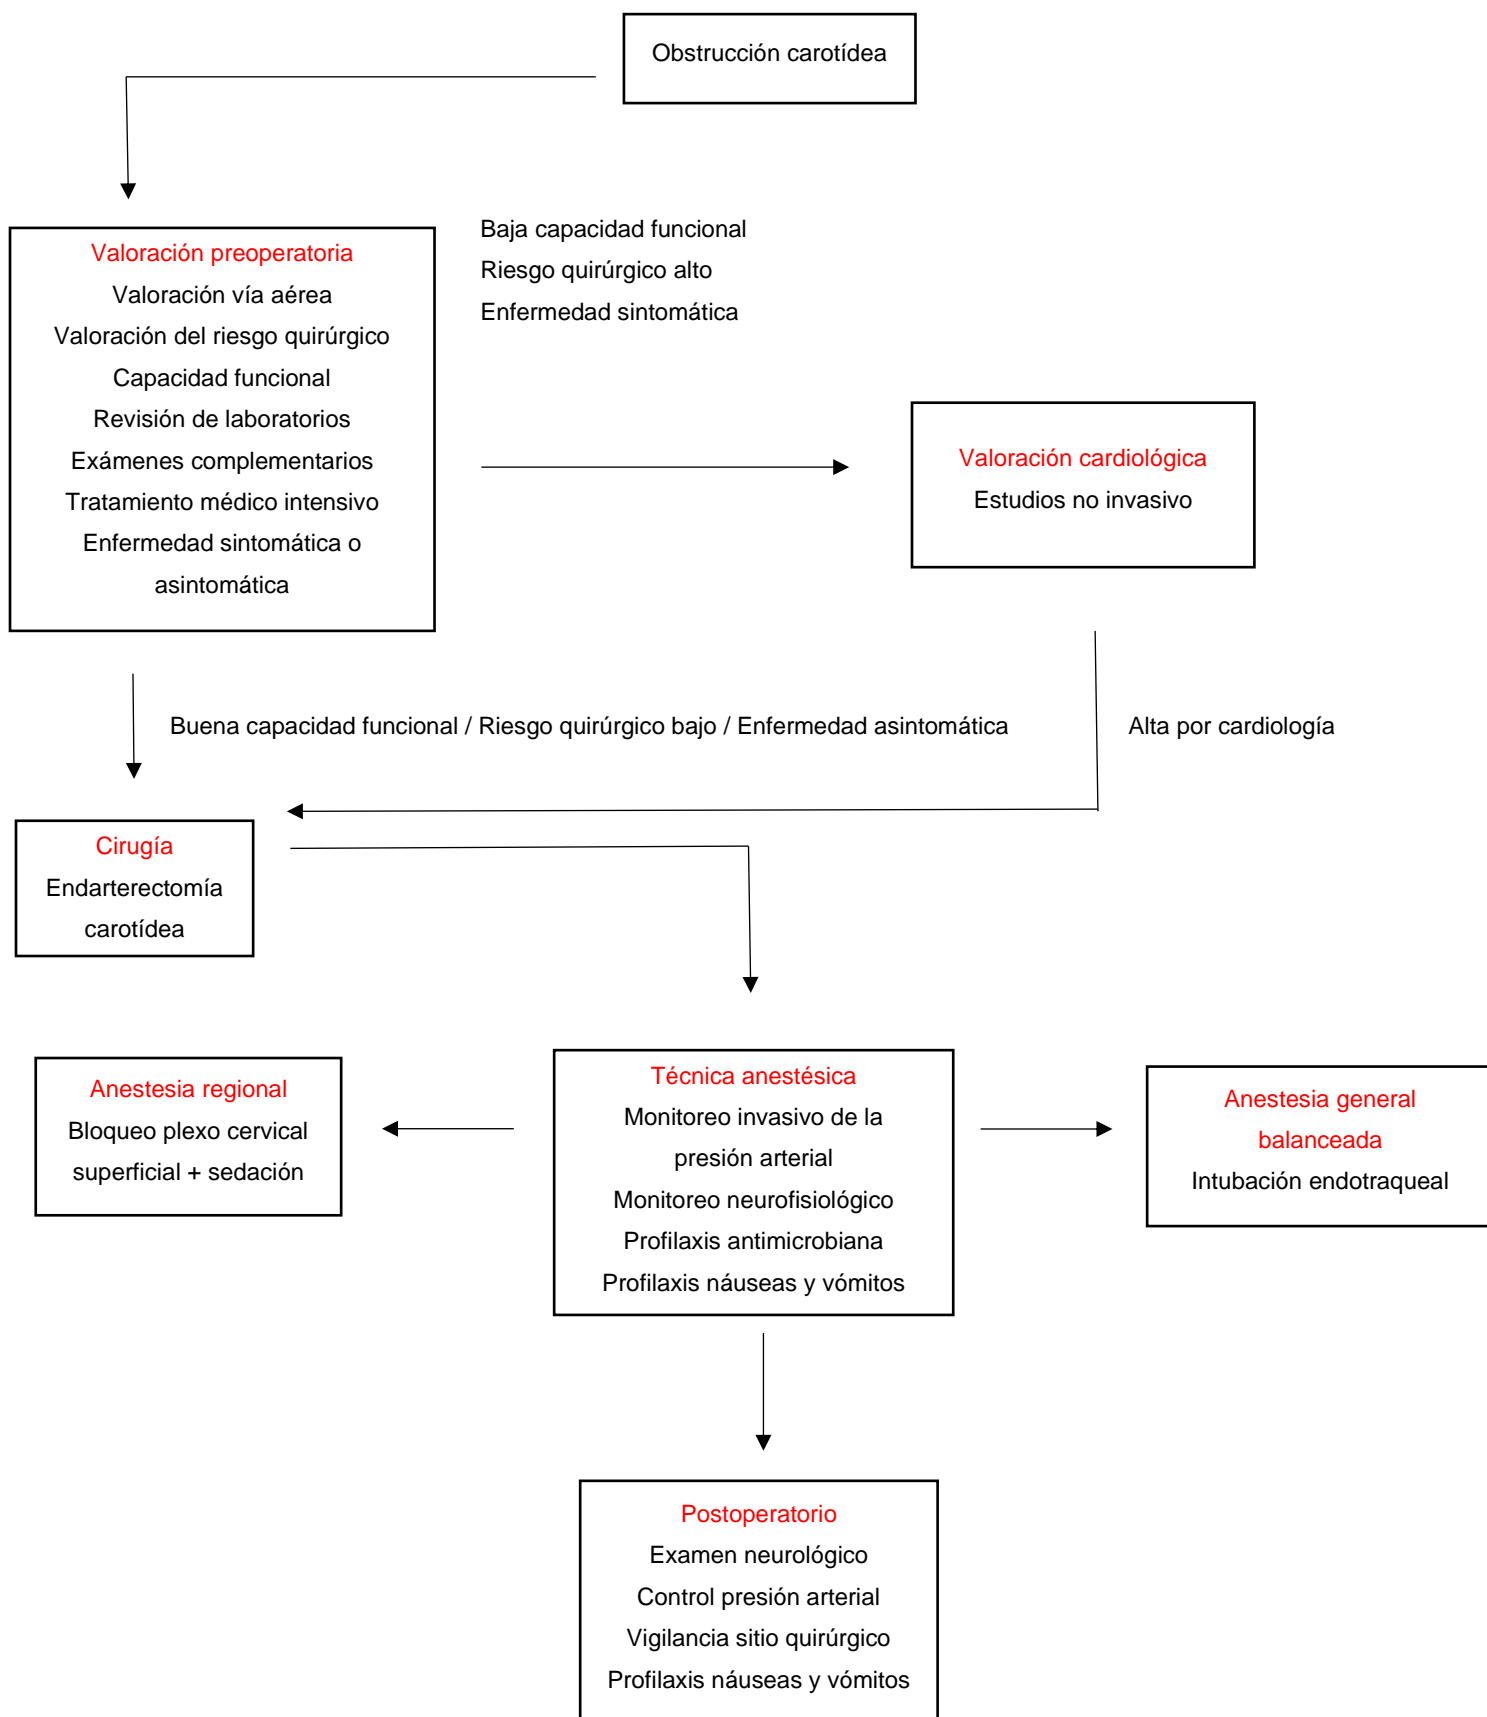 Obstrucción carotídea
Valoración preoperatoria
Valoración vía aérea
Valoración del riesgo quirúrgico
Capacidad funcional
Revisión de laboratorios
Exámenes complementarios
Tratamiento médico intensivo
Enfermedad sintomática o
asintomática
Baja capacidad funcional
Riesgo quirúrgico alto
Enfermedad sintomática
Valoración cardiológica
Estudios no invasivo
Buena capacidad funcional / Riesgo quirúrgico bajo / Enfermedad asintomática
Alta por cardiología
Cirugía
Endarterectomía
carotídea
Anestesia regional
Bloqueo plexo cervical
superficial + sedación
Técnica anestésica
Monitoreo invasivo de la
presión arterial
Monitoreo neurofisiológico
Profilaxis antimicrobiana
Profilaxis náuseas y vómitos
Anestesia general
balanceada
Intubación endotraqueal
Postoperatorio
Examen neurológico
Control presión arterial
Vigilancia sitio quirúrgico
Profilaxis náuseas y vómitos